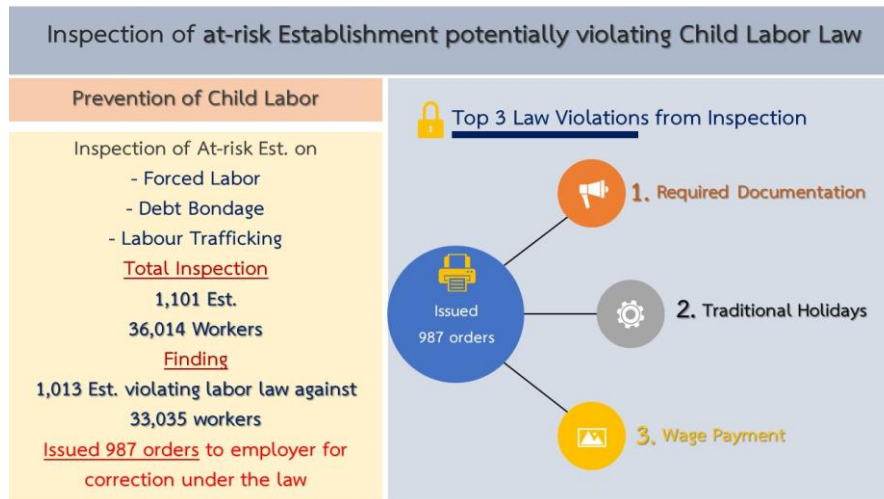 Inspection of at-risk Establishment potentially violating Child Labor Law
Prevention of Child Labor
Inspection of At-risk Est. on
- Forced Labor
- Debt Bondage
- Labour Trafficking
Total Inspection
1,101 Est.
36,014 Workers
Finding
1,013 Est. violating labor law against
33,035 workers
Issued 987 orders to employer for
correction under the law
Top 3 Law Violations from Inspection
Issued
987 orders
1. Required Documentation
2. Traditional Holidays
3. Wage Payment